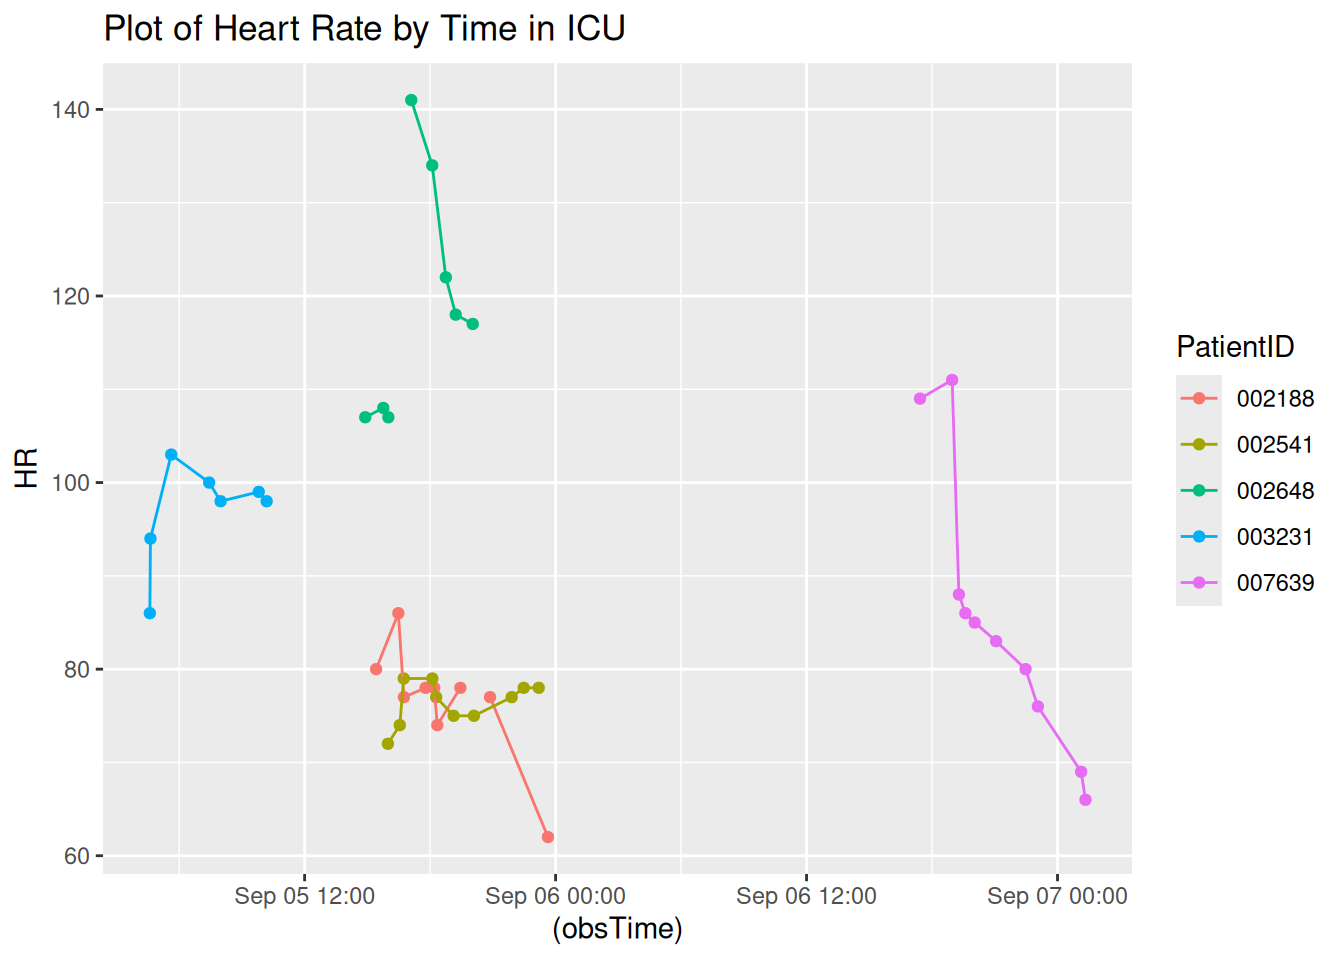 Plot of Heart Rate by Time in ICU
140
120
100
80
60
HR
Sep 05 12:00
Sep 06 00:00
Sep 06 12:00
Sep 07 00:00
(obsTime)
PatientID
002188
002541
002648
003231
007639